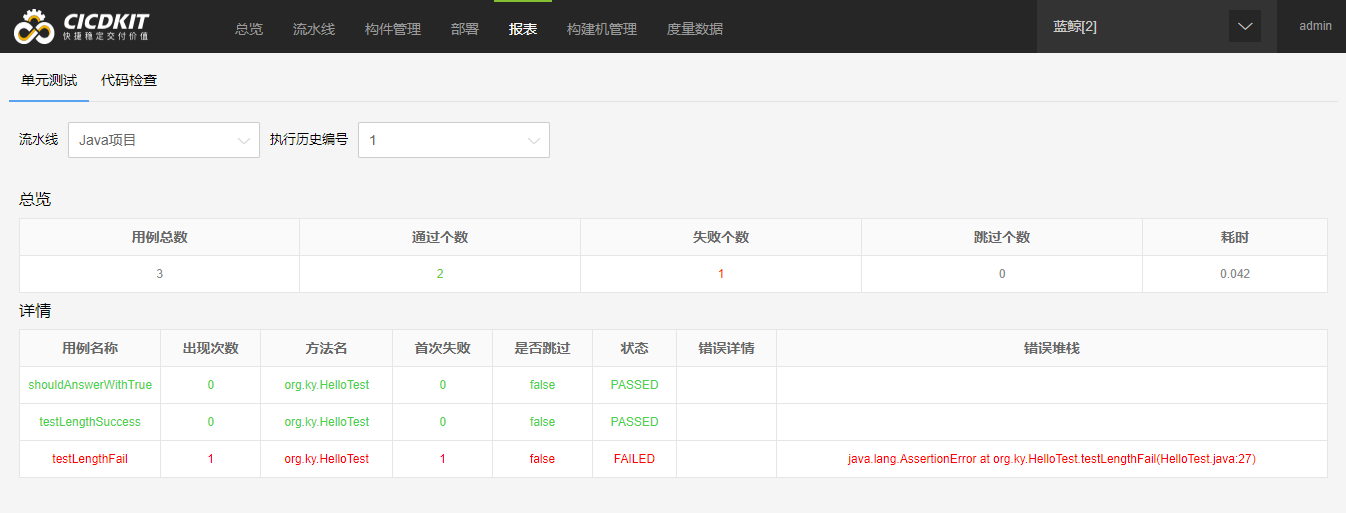 CICDKIT
快捷稳定交付价值
总览 流水线 构件管理 部署 报表 构建机管理 度量数据 蓝鲸[2] admin
单元测试 代码检查
流水线 Java项目 执行历史编号 1
总览
用例总数 通过个数 失败个数 跳过个数 耗时
3 2 1 0 0.042
详情
用例名称 出现次数 方法名 首次失败 是否跳过 状态 错误详情 错误堆栈
shouldAnswerWithTrue 0 org.ky.HelloTest 0 false PASSED
testLengthSuccess 0 org.ky.HelloTest 0 false PASSED
testLengthFail 1 org.ky.HelloTest 1 false FAILED java.lang.AssertionError at org.ky.HelloTest.testLengthFail(HelloTest.java:27)